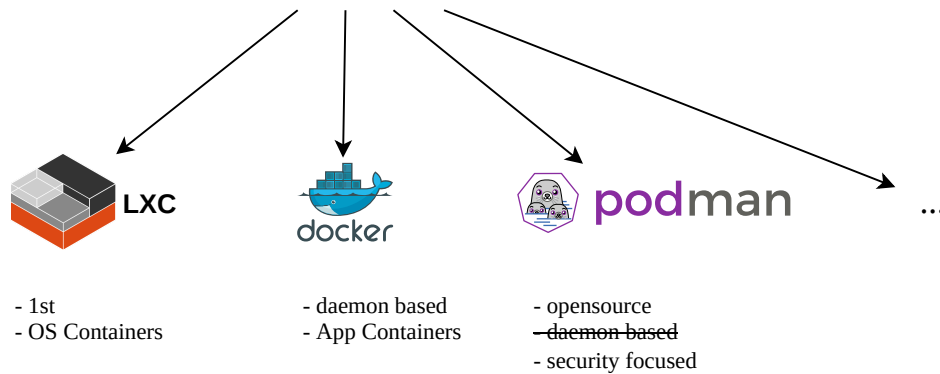 LXC
docker
podman
...
- 1st
- OS Containers
- daemon based
- App Containers
- opensource
- daemon based
- security focused